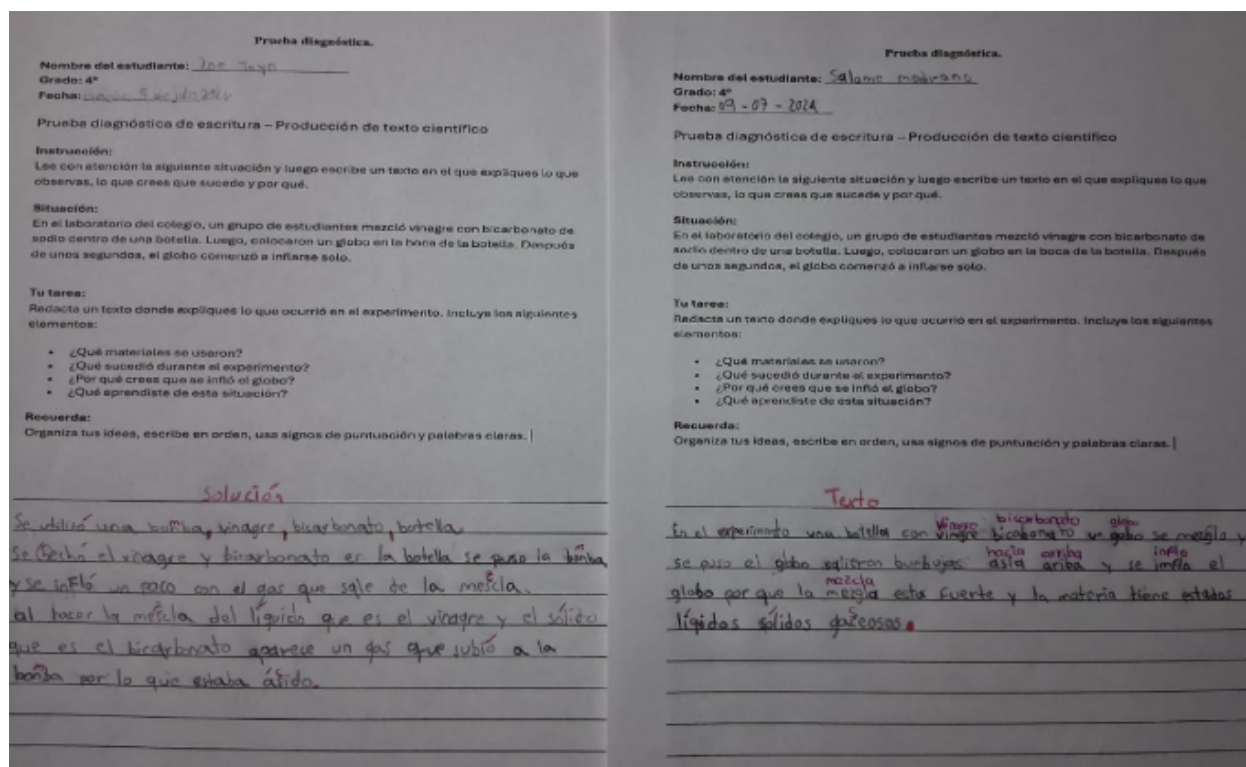 Prueba diagnóstica.
Nombre del estudiante: Zoe
Grado: 4º
Fecha:
Prueba diagnóstica de escritura – Producción de texto científico
Instrucción:
Lee con atención la siguiente situación y luego escribe un texto en el que expliques lo que
observas, lo que crees que sucede y por qué.
Situación:
En el laboratorio del colegio, un grupo de estudiantes mezcló vinagre con bicarbonato de
sodio dentro de una botella. Luego, colocaron un globo en la boca de la botella. Después
de unos segundos, el globo comenzó a inflarse solo.
Tu tarea:
Redacta un texto donde expliques lo que ocurrió en el experimento. Incluye los siguientes
elementos:
• ¿Qué materiales se usaron?
• ¿Qué sucedió durante el experimento?
• ¿Por qué crees que se infló el globo?
• ¿Qué aprendiste de esta situación?
Recuerda:
Organiza tus ideas, escribe en orden, usa signos de puntuación y palabras claras.
Solución
Se utilizó una bomba, vinagre, bicarbonato, botella.
se hechó el vinagre y bicarbonato en la botella se puso la bomba
y se infló un poco con el gas que sale de la mescla.
al hacer la mescla del líquido que es el vinagre y el sólido
que es el bicarbonato aparece un gas que subió a la
bomba por lo que estaba ásido.
Prueba diagnóstica.
Nombre del estudiante: Salome medrano
Grado: 4º
Fecha: 09 - 07 - 2024
Prueba diagnóstica de escritura – Producción de texto científico
Instrucción:
Lee con atención la siguiente situación y luego escribe un texto en el que expliques lo que
observas, lo que crees que sucede y por qué.
Situación:
En el laboratorio del colegio, un grupo de estudiantes mezcló vinagre con bicarbonato de
sodio dentro de una botella. Luego, colocaron un globo en la boca de la botella. Después
de unos segundos, el globo comenzó a inflarse solo.
Tu tarea:
Redacta un texto donde expliques lo que ocurrió en el experimento. Incluye los siguientes
elementos:
• ¿Qué materiales se usaron?
• ¿Qué sucedió durante el experimento?
• ¿Por qué crees que se infló el globo?
• ¿Qué aprendiste de esta situación?
Recuerda:
Organiza tus ideas, escribe en orden, usa signos de puntuación y palabras claras.
Texto
vinagre bicarbonato globo
En el experimento una botella con vingre bicobonato un gobo se mezglo y
hacia arriba inflo
se puso el globo salieron burbujas asia ariba y se imfla el
mezcla
globo por que la mezgla esta fuerte y la materia tiene estados
líqidos sólidos gazeosos.